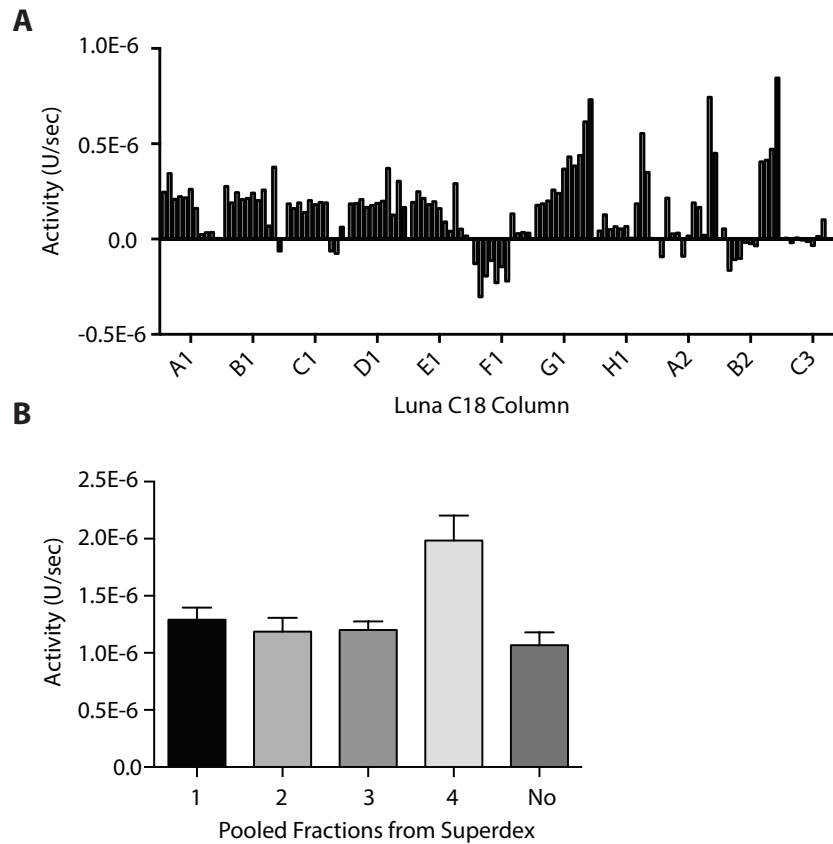 A
1.0E-6
0.5E-6
0.0
-0.5E-6
Activity (U/sec)
A1 B1 C1 D1 E1 F1 G1 H1 A2 B2 C3
Luna C18 Column
B
2.5E-6
2.0E-6
1.5E-6
1.0E-6
0.5E-6
0.0
Activity (U/sec)
1 2 3 4 No
Pooled Fractions from Superdex